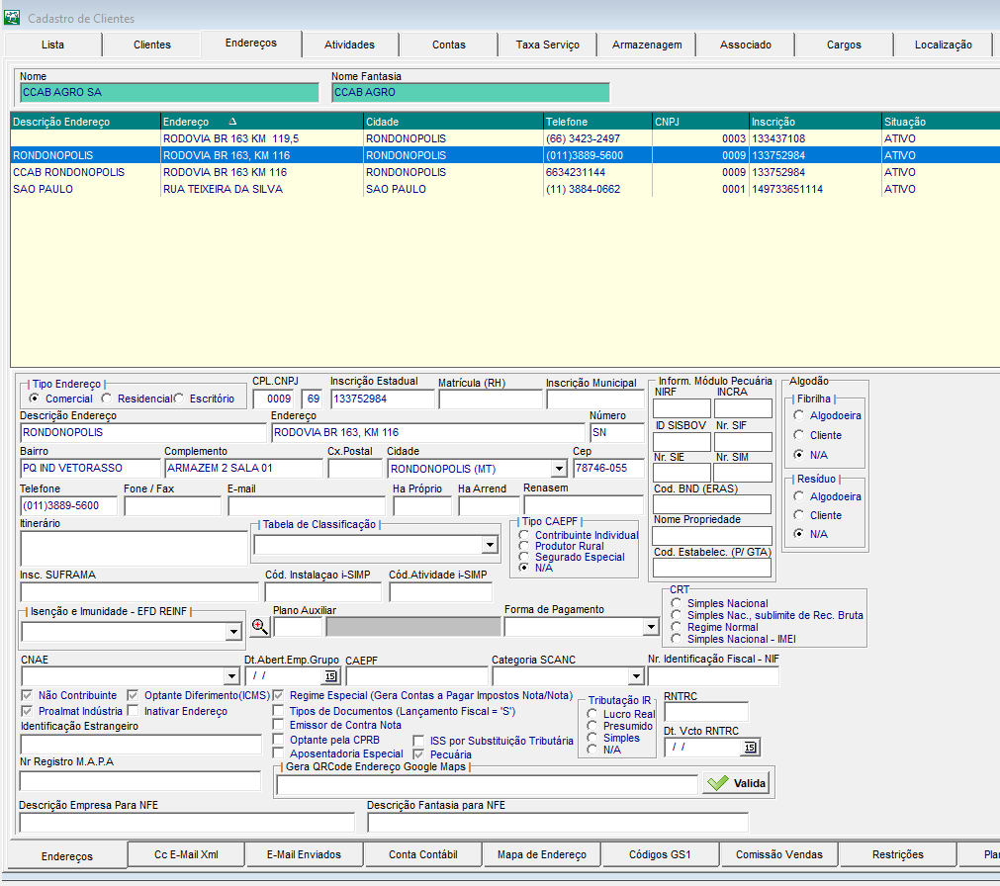 Cadastro de Clientes
Lista Clientes Endereços Atividades Contas Taxa Serviço Armazenagem Associado Cargos Localização
Nome Nome Fantasia
CCAB AGRO SA CCAB AGRO
Descrição Endereço Endereço Cidade Telefone CNPJ Inscrição Situação
RODOVIA BR 163 KM 119,5 RONDONOPOLIS (66) 3423-2497 0003 133437108 ATIVO
RONDONOPOLIS RODOVIA BR 163, KM 116 RONDONOPOLIS (011)3889-5600 0009 133752984 ATIVO
CCAB RONDONOPOLIS RODOVIA BR 163 KM 116 RONDONOPOLIS 6634231144 0009 133752984 ATIVO
SAO PAULO RUA TEIXEIRA DA SILVA SAO PAULO (11) 3884-0662 0001 149733651114 ATIVO
Tipo Endereço CPL.CNPJ Inscrição Estadual Matrícula (RH) Inscrição Municipal Inform. Módulo Pecuária Algodão
NIRF INCRA
Comercial Residencial Escritório 0009 69 133752984 Fibrilha
Descrição Endereço Endereço Número Algodoeira
RONDONOPOLIS RODOVIA BR 163, KM 116 SN ID SISBOV Nr. SIF Cliente
Bairro Complemento Cx.Postal Cidade Cep Nr. SIE Nr. SIM N/A
PQ IND VETORASSO ARMAZEM 2 SALA 01 RONDONOPOLIS (MT) 78746-055
Telefone Fone / Fax E-mail Ha Próprio Ha Arrend Renasem Cod. BND (ERAS) Resíduo
(011)3889-5600 Algodoeira
Itinerário Tabela de Classificação Tipo CAEPF Nome Propriedade Cliente
Contribuinte Individual N/A
Produtor Rural Cod. Estabelec. (P/ GTA)
Segurado Especial
N/A
Insc. SUFRAMA Cód. Instalaçao i-SIMP Cód.Atividade i-SIMP
CRT
Isenção e Imunidade - EFD REINF Plano Auxiliar Forma de Pagamento Simples Nacional
Simples Nac., sublimite de Rec. Bruta
Regime Normal
Simples Nacional - IMEI
CNAE Dt.Abert.Emp.Grupo CAEPF Categoria SCANC Nr. Identificação Fiscal - NIF
/ / 15
Não Contribuinte Optante Diferimento(ICMS) Regime Especial (Gera Contas a Pagar Impostos Nota/Nota) Tributação IR RNTRC
Proalmat Indústria Inativar Endereço Tipos de Documentos (Lançamento Fiscal = 'S') Lucro Real
Identificação Estrangeiro Emissor de Contra Nota Presumido Dt. Vcto RNTRC
Optante pela CPRB ISS por Substituição Tributária Simples / / 15
Nr Registro M.A.P.A Aposentadoria Especial Pecuária N/A
Gera QRCode Endereço Google Maps
Valida
Descrição Empresa Para NFE Descrição Fantasia para NFE
Endereços Cc E-Mail Xml E-Mail Enviados Conta Contábil Mapa de Endereço Códigos GS1 Comissão Vendas Restrições